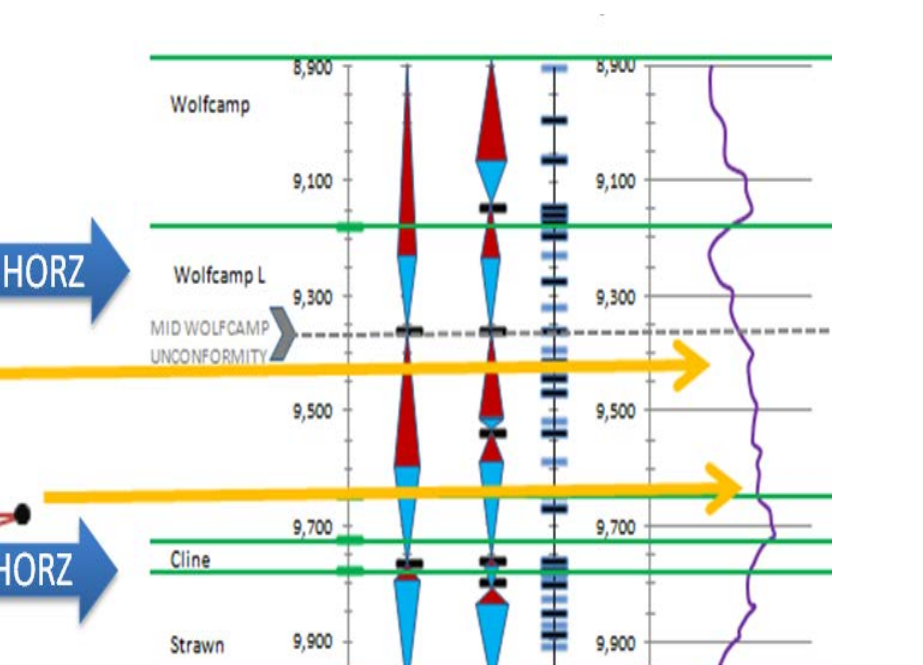 8,900
8,900
Wolfcamp
9,100
9,100
HORZ
Wolfcamp L
9,300
9,300
MID WOLFCAMP
UNCONFORMITY
9,500
9,500
9,700
9,700
Cline
HORZ
Strawn
9,900
9,900